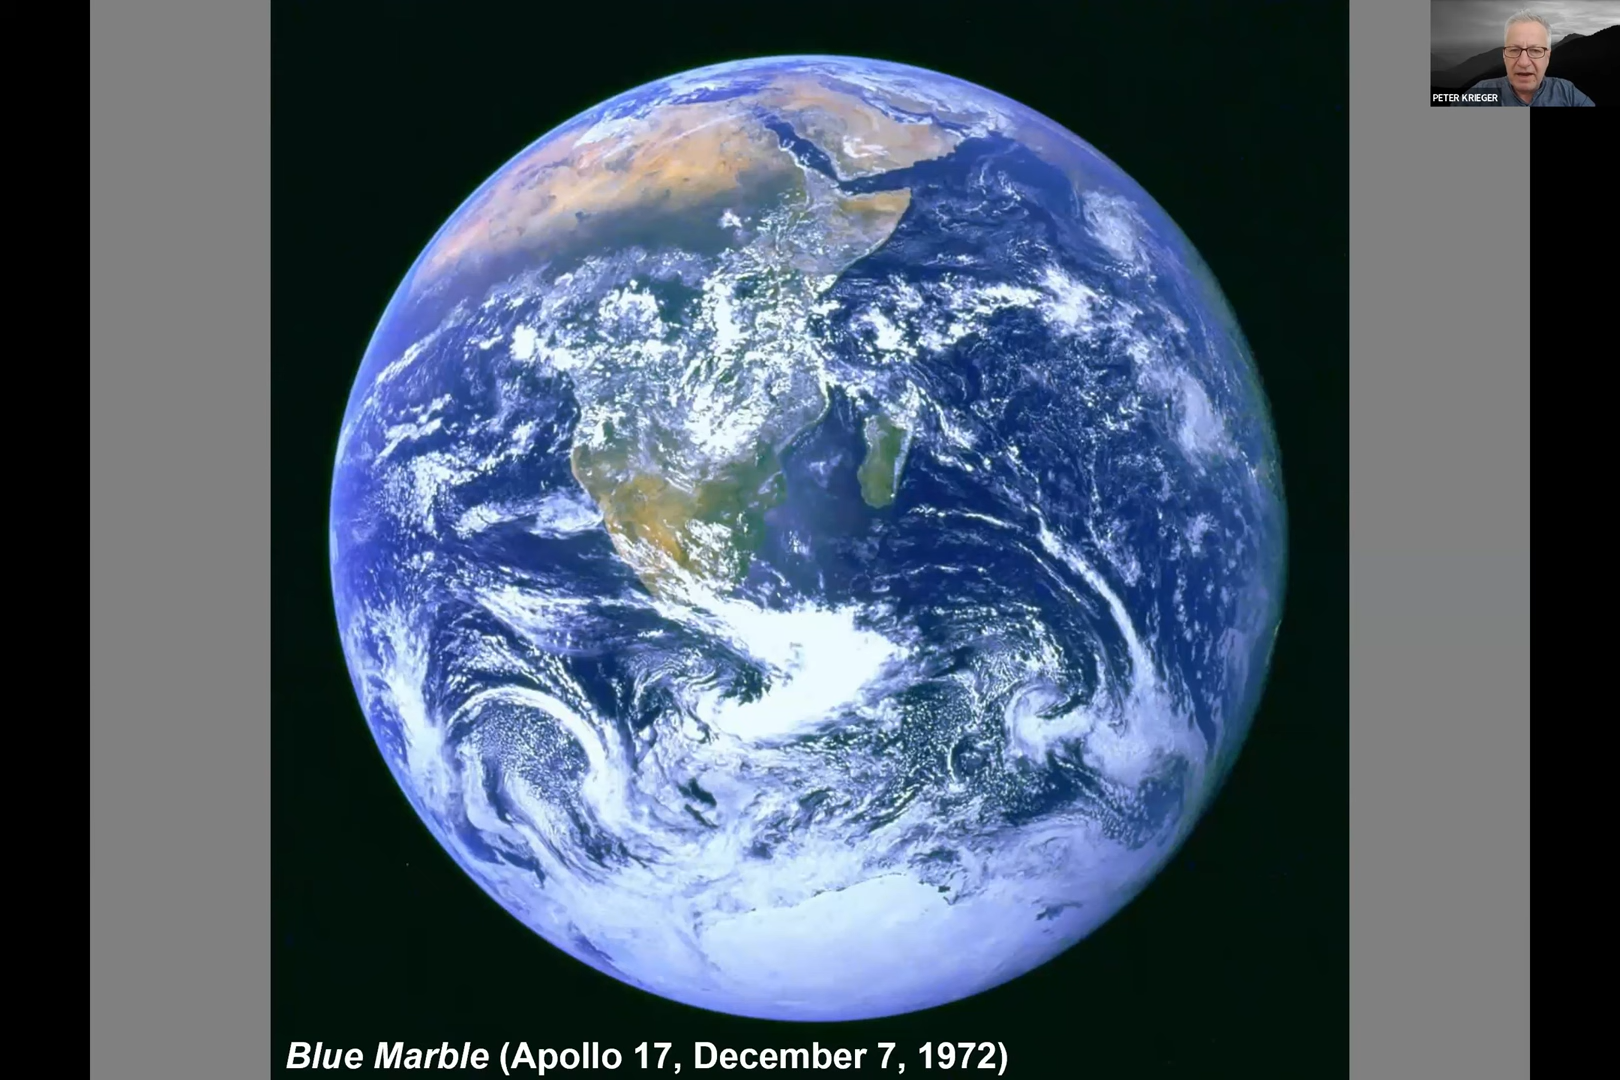 PETER KRIEGER
Blue Marble (Apollo 17, December 7, 1972)